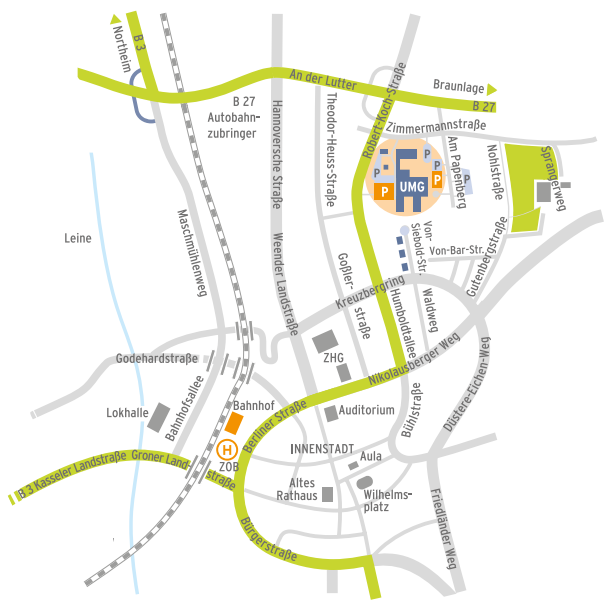 B 3
Northeim
An der Lutter
Braunlage
B 27
B 27
Autobahn-
zubringer
Hannoversche Straße
Theodor-Heuss-Straße
Robert-Koch-Straße
Zimmermannstraße
Am Papenberg
Nohlstraße
Sprangerweg
P
P
P
P
P
P
UMG
Leine
Maschmühlenweg
Weender Landstraße
Goßler-
straße
Von-
Siebold-Str.
Von-Bar-Str.
Gutenbergstraße
Kreuzbergring
Humboldtallee
Waldweg
Godehardstraße
ZHG
Nikolausberger Weg
Düstere-Eichen-Weg
Lokhalle
Bahnhofsallee
Bahnhof
H
ZOB
Berliner Straße
Auditorium
Bühlstraße
INNENSTADT
Aula
B 3 Kasseler Landstraße
Groner Land-
straße
Altes
Rathaus
Wilhelms-
platz
Friedländer Weg
Bürgerstraße